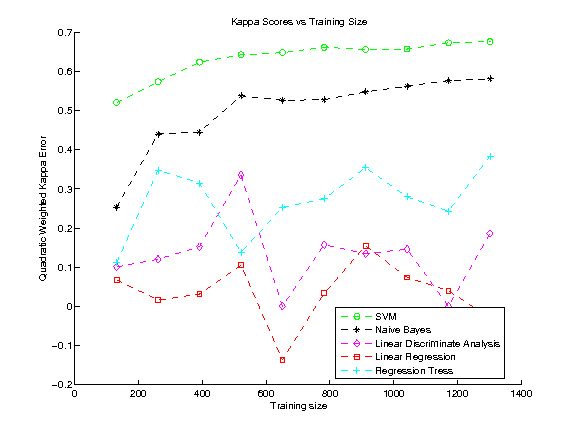 Kappa Scores vs Training Size
Quadratic Weighted Kappa Error
0.7
0.6
0.5
0.4
0.3
0.2
0.1
0
−0.1
−0.2
0
200
400
600
800
1000
1200
1400
Training size
SVM
Naive Bayes
Linear Discriminate Analysis
Linear Regression
Regression Tress